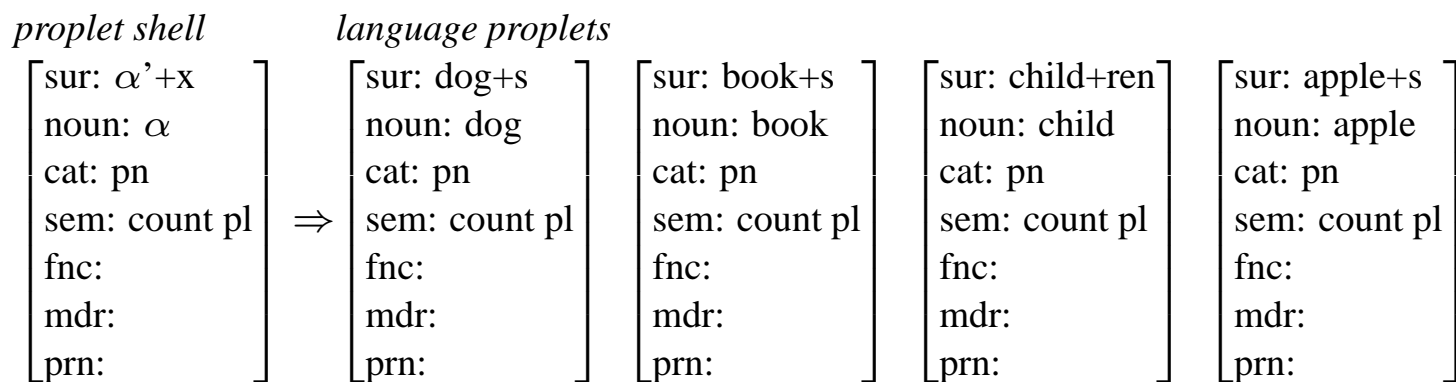 proplet shell language proplets
sur: α’+x sur: dog+s sur: book+s sur: child+ren sur: apple+s
noun: α noun: dog noun: book noun: child noun: apple
cat: pn cat: pn cat: pn cat: pn cat: pn
sem: count pl ⇒ sem: count pl sem: count pl sem: count pl sem: count pl
fnc: fnc: fnc: fnc: fnc:
mdr: mdr: mdr: mdr: mdr:
prn: prn: prn: prn: prn: